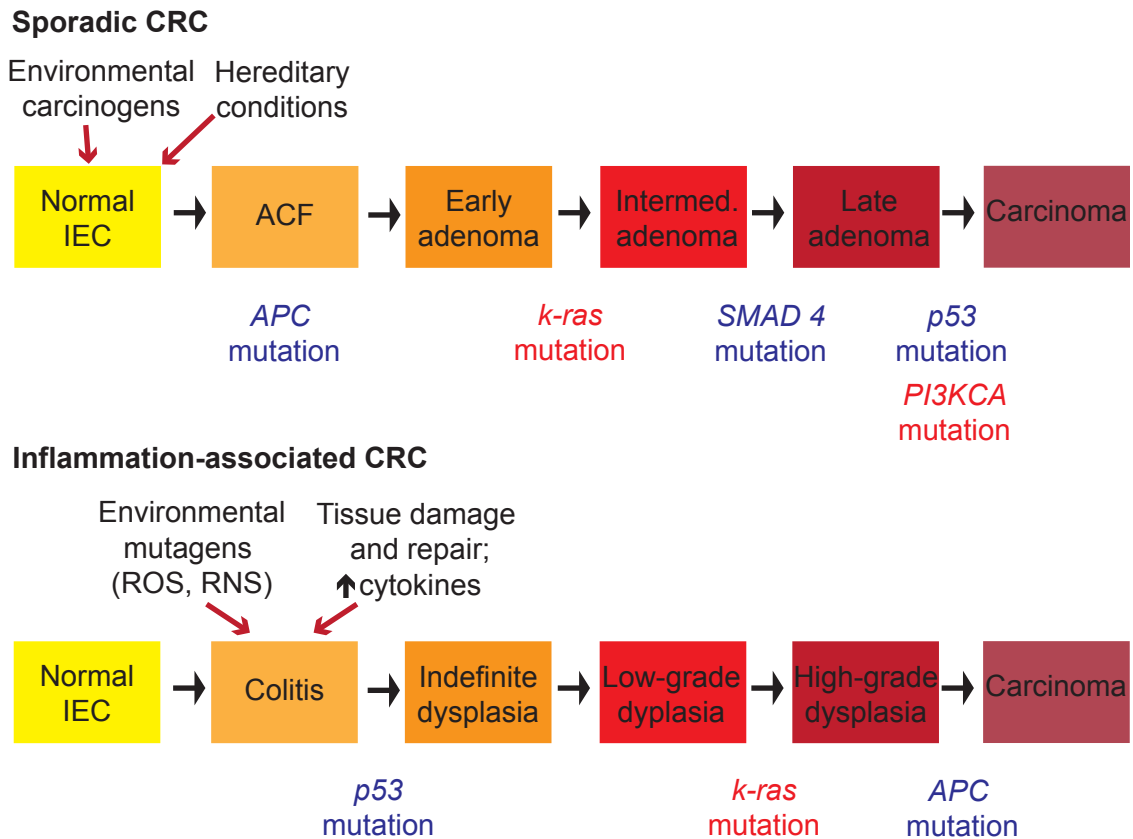 Sporadic CRC
Environmental
carcinogens
Hereditary
conditions
Normal
IEC
ACF
Early
adenoma
Intermed.
adenoma
Late
adenoma
Carcinoma
APC
mutation
k-ras
mutation
SMAD 4
mutation
p53
mutation
PI3KCA
mutation
Inflammation-associated CRC
Environmental
mutagens
(ROS, RNS)
Tissue damage
and repair;
↑cytokines
Normal
IEC
Colitis
Indefinite
dysplasia
Low-grade
dyplasia
High-grade
dysplasia
Carcinoma
p53
mutation
k-ras
mutation
APC
mutation